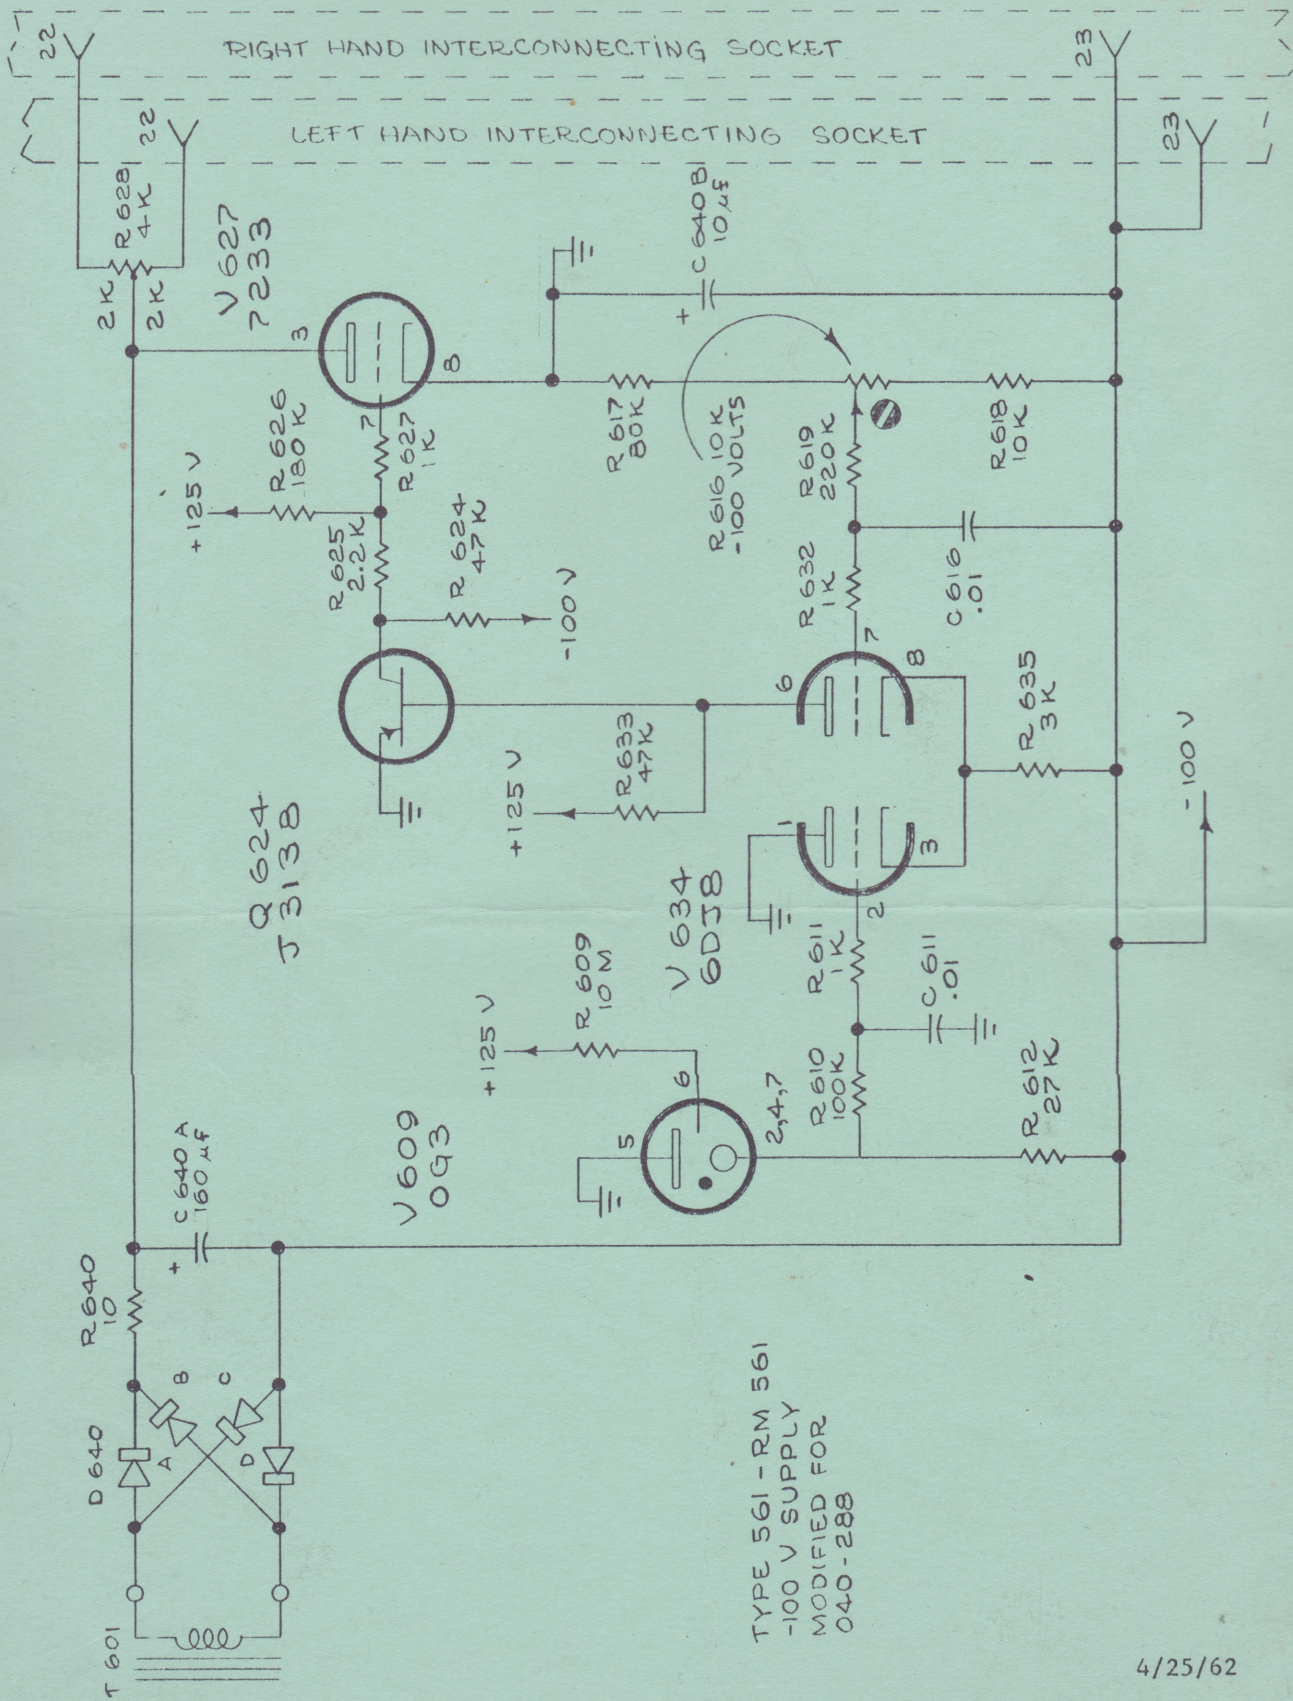 RIGHT HAND INTERCONNECTING SOCKET
22
23
LEFT HAND INTERCONNECTING SOCKET
22
23
R628
4K
2K
2K
V627
7233
3
8
7
C640B
10µf
+
+125 V
R626
180K
R627
1K
R625
2.2K
R624
47K
-100 V
R617
80K
R616 10K
-100 VOLTS
R619
220K
R618
10K
R632
1K
C616
.01
Q624
J3138
+125 V
R633
47K
V634
6DJ8
6
7
8
1
2
3
R635
3K
-100 V
R611
1K
C611
.01
+125 V
R609
10M
V609
OG3
5
6
2,4,7
R610
100K
R612
27K
C640A
160µf
+
R640
10
D640
A
B
C
D
T601
TYPE 561 - RM 561
-100 V SUPPLY
MODIFIED FOR
040-288
4/25/62